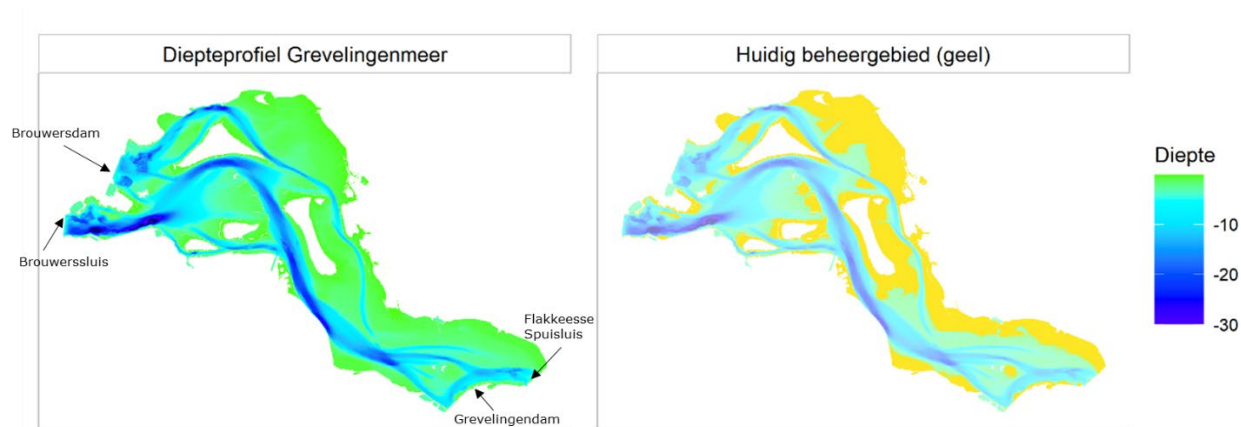 Diepteprofiel Grevelingenmeer
Huidig beheergebied (geel)
Brouwersdam
Brouwerssluis
Flakkeesse
Spuisluis
Grevelingendam
Diepte
-10
-20
-30